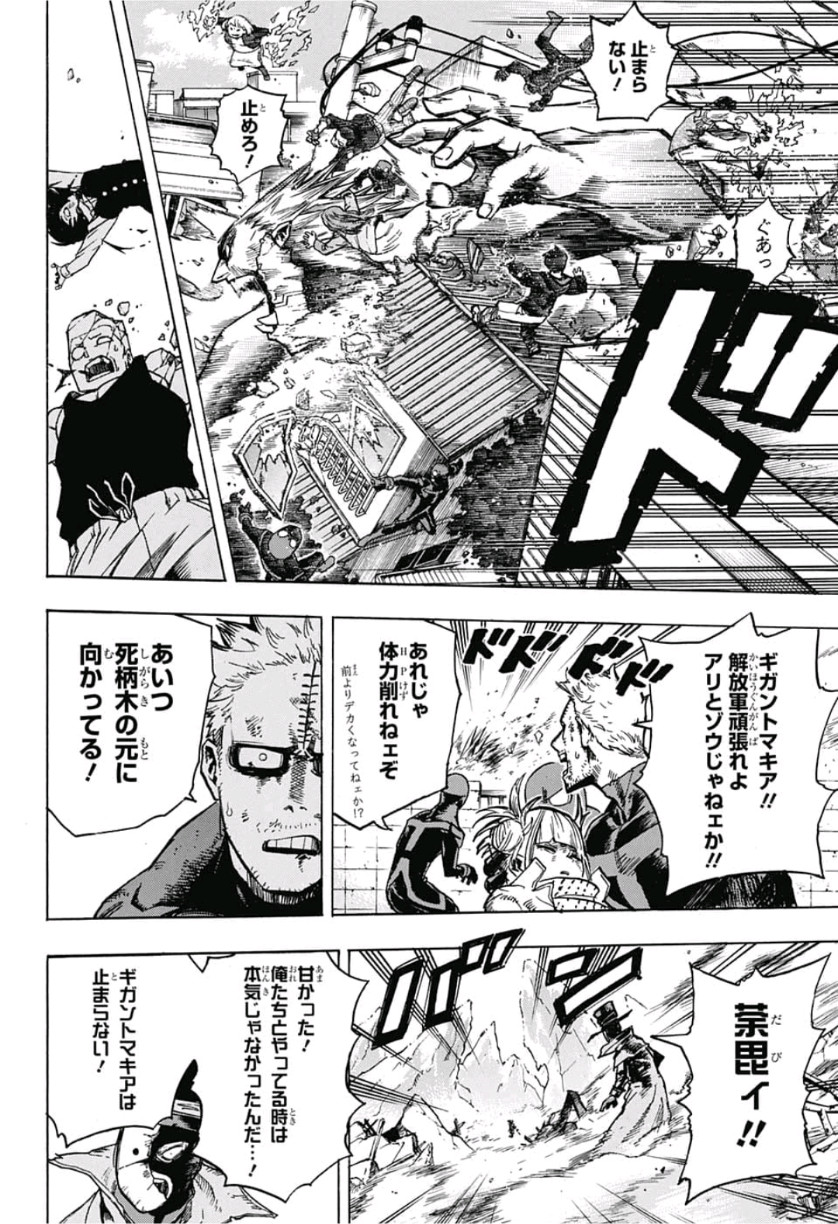 止まら
ない!
止めろ!
ぐあっ
ドド
ギガントマキア!!
解放軍頑張れよ
アリとゾウじゃねェか!!
ドドドド
あれじゃ
体力削れねェぞ
前よりデカくなってねェか!?
あいつ
死柄木の元に
向かってる!
荼毘ィ!!
甘かった!
俺たちとやってる時は
本気じゃなかったんだ…!
ギガントマキアは
止まらない!